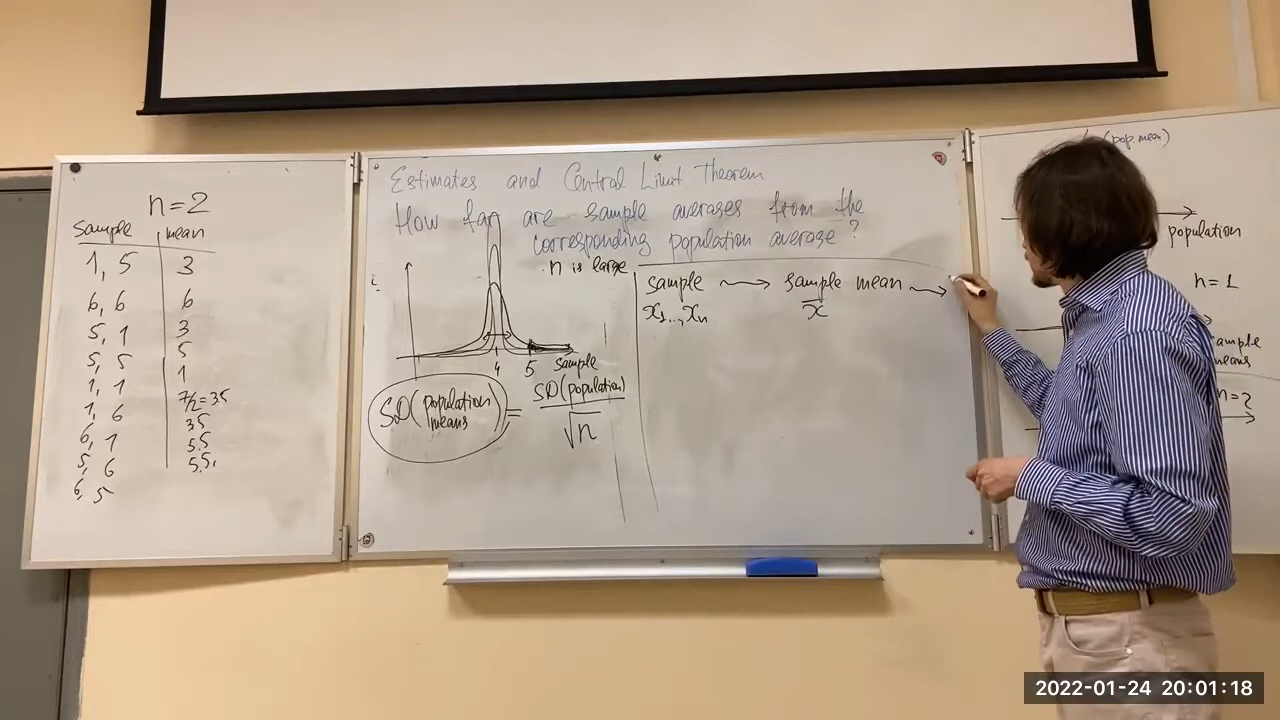 n=2
sample mean
1, 5 3
6, 6 6
5, 1 3
5, 5 5
1, 1 1
1, 6 7/2=3.5
6, 1 3.5
5, 6 5.5
6, 5 5.5,
Estimates and Central Limit Theorem
How far are sample averages from the
corresponding population average?
n is large
4 5 sample
SD(population means) = SD(population) / √n
sample → sample mean →
x₁..., xₙ x̄
(pop. mean)
population
n=1
means
n=2
2022-01-24 20:01:18